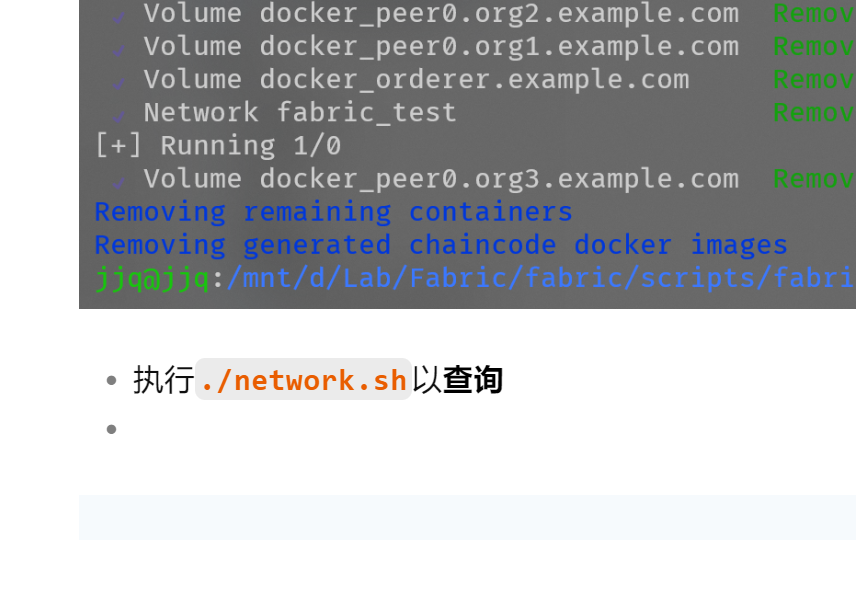 ✓ Volume docker_peer0.org2.example.com Remov
✓ Volume docker_peer0.org1.example.com Remov
✓ Volume docker_orderer.example.com Remov
✓ Network fabric_test Remov
[+] Running 1/0
✓ Volume docker_peer0.org3.example.com Remov
Removing remaining containers
Removing generated chaincode docker images
jjq@jjq:/mnt/d/Lab/Fabric/fabric/scripts/fabri
• 执行./network.sh以查询
•